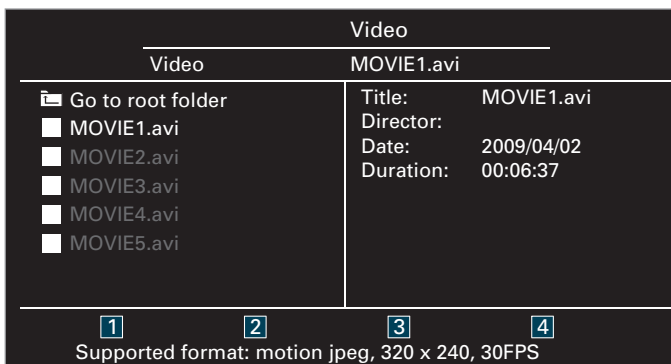 Video
Video MOVIE1.avi
Go to root folder
MOVIE1.avi
MOVIE2.avi
MOVIE3.avi
MOVIE4.avi
MOVIE5.avi
Title: MOVIE1.avi
Director:
Date: 2009/04/02
Duration: 00:06:37
1 2 3 4
Supported format: motion jpeg, 320 x 240, 30FPS